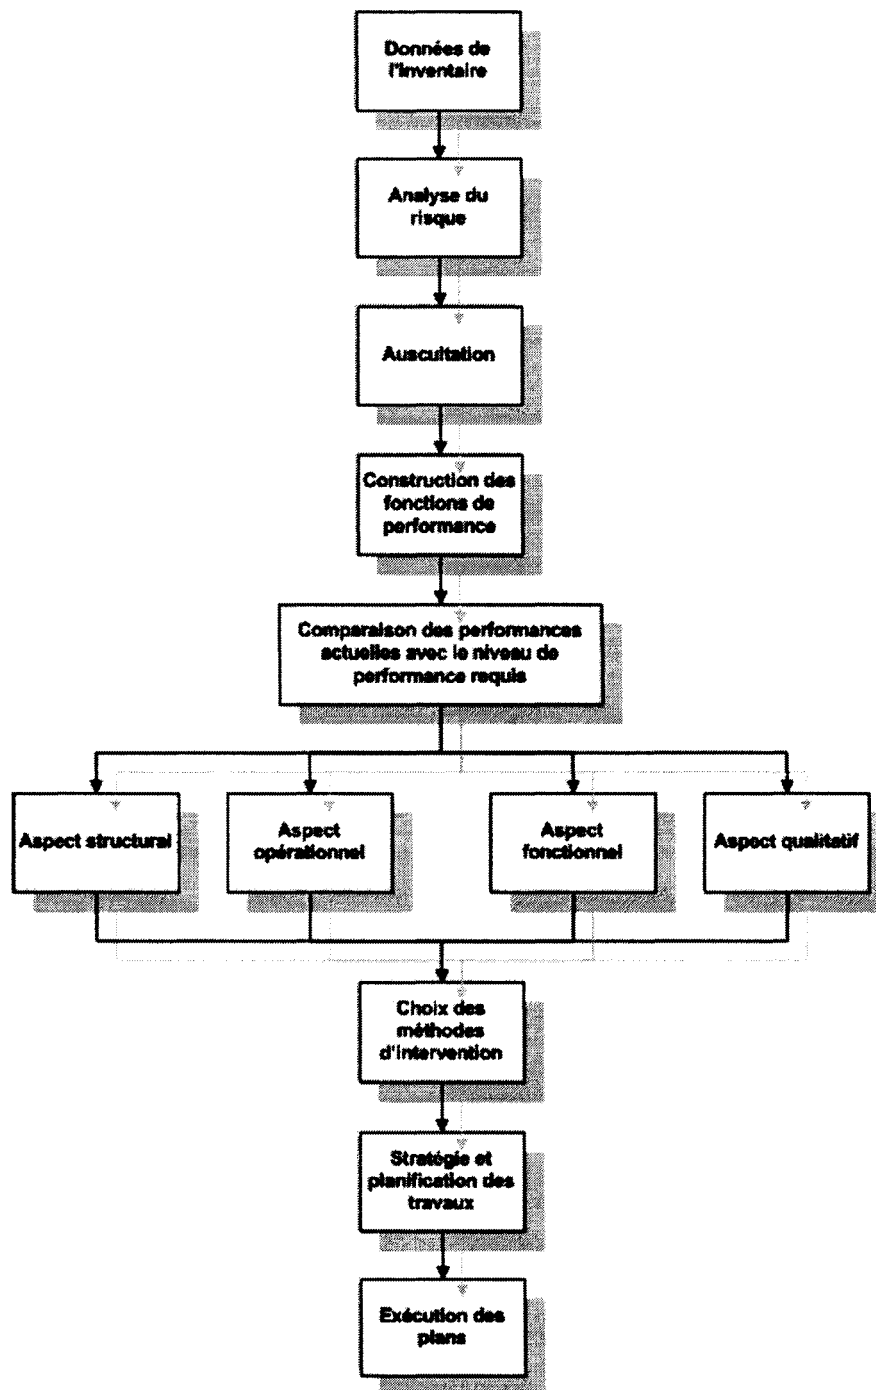 Données de
l'Inventaire
Analyse du
risque
Auscultation
Construction des
fonctions de
performance
Comparaison des performances
actuelles avec le niveau de
performance requis
Aspect structural
Aspect
opérationnel
Aspect
fonctionnel
Aspect qualitatif
Choix des
méthodes
d'intervention
Stratégie et
planification des
travaux
Exécution des
plans